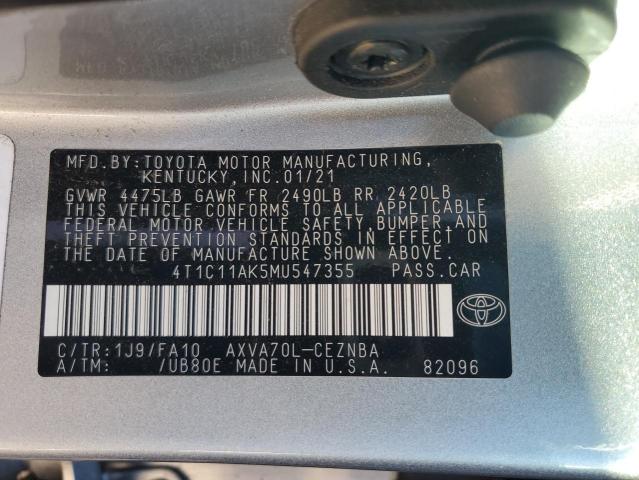 MFD.BY:TOYOTA MOTOR MANUFACTURING,
KENTUCKY,INC.01/21
GVWR 4475LB GAWR FR 2490LB RR 2420LB
THIS VEHICLE CONFORMS TO ALL APPLICABLE
FEDERAL MOTOR VEHICLE SAFETY,BUMPER,AND
THEFT PREVENTION STANDARDS IN EFFECT ON
THE DATE OF MANUFACTURE SHOWN ABOVE.
4T1C11AK5MU547355 PASS.CAR
C/TR:1J9/FA10 AXVA70L-CEZNBA
A/TM: /UB80E MADE IN U.S.A. 82096